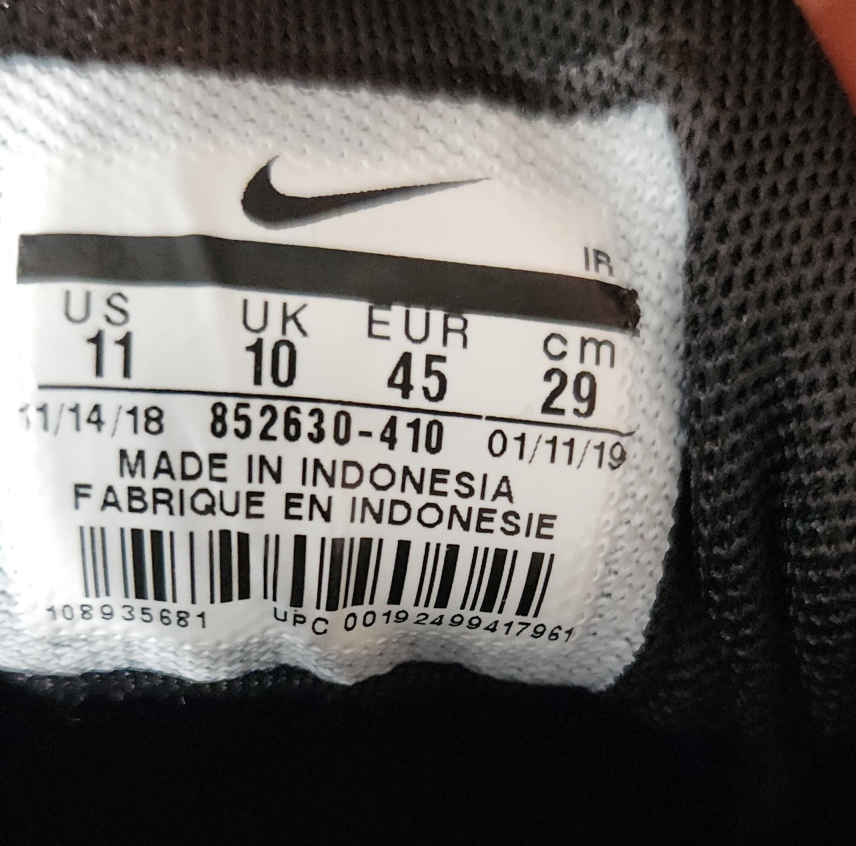 IR
US UK EUR cm
11 10 45 29
11/14/18 852630-410 01/11/19
MADE IN INDONESIA
FABRIQUE EN INDONESIE
108935681 UPC 00192499417961